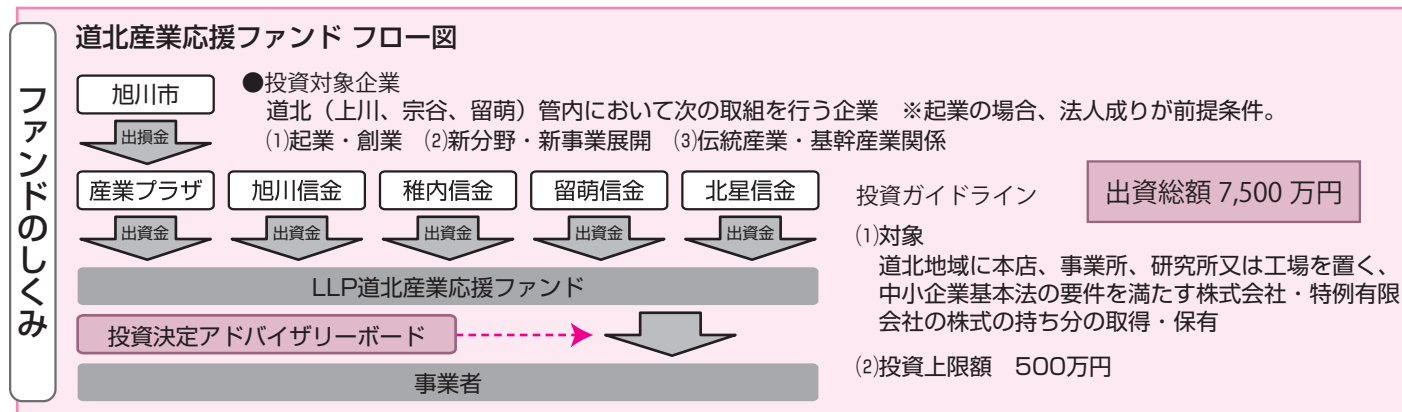 ファンドのしくみ
道北産業応援ファンド フロー図
旭川市
出損金
●投資対象企業
道北（上川、宗谷、留萌）管内において次の取組を行う企業　※起業の場合、法人成りが前提条件。
⑴起業・創業　⑵新分野・新事業展開　⑶伝統産業・基幹産業関係
産業プラザ
旭川信金
稚内信金
留萌信金
北星信金
出資金
出資金
出資金
出資金
出資金
LLP道北産業応援ファンド
投資決定アドバイザリーボード
事業者
投資ガイドライン
出資総額 7,500 万円
⑴対象
道北地域に本店、事業所、研究所又は工場を置く、
中小企業基本法の要件を満たす株式会社・特例有限
会社の株式の持ち分の取得・保有
⑵投資上限額　500万円